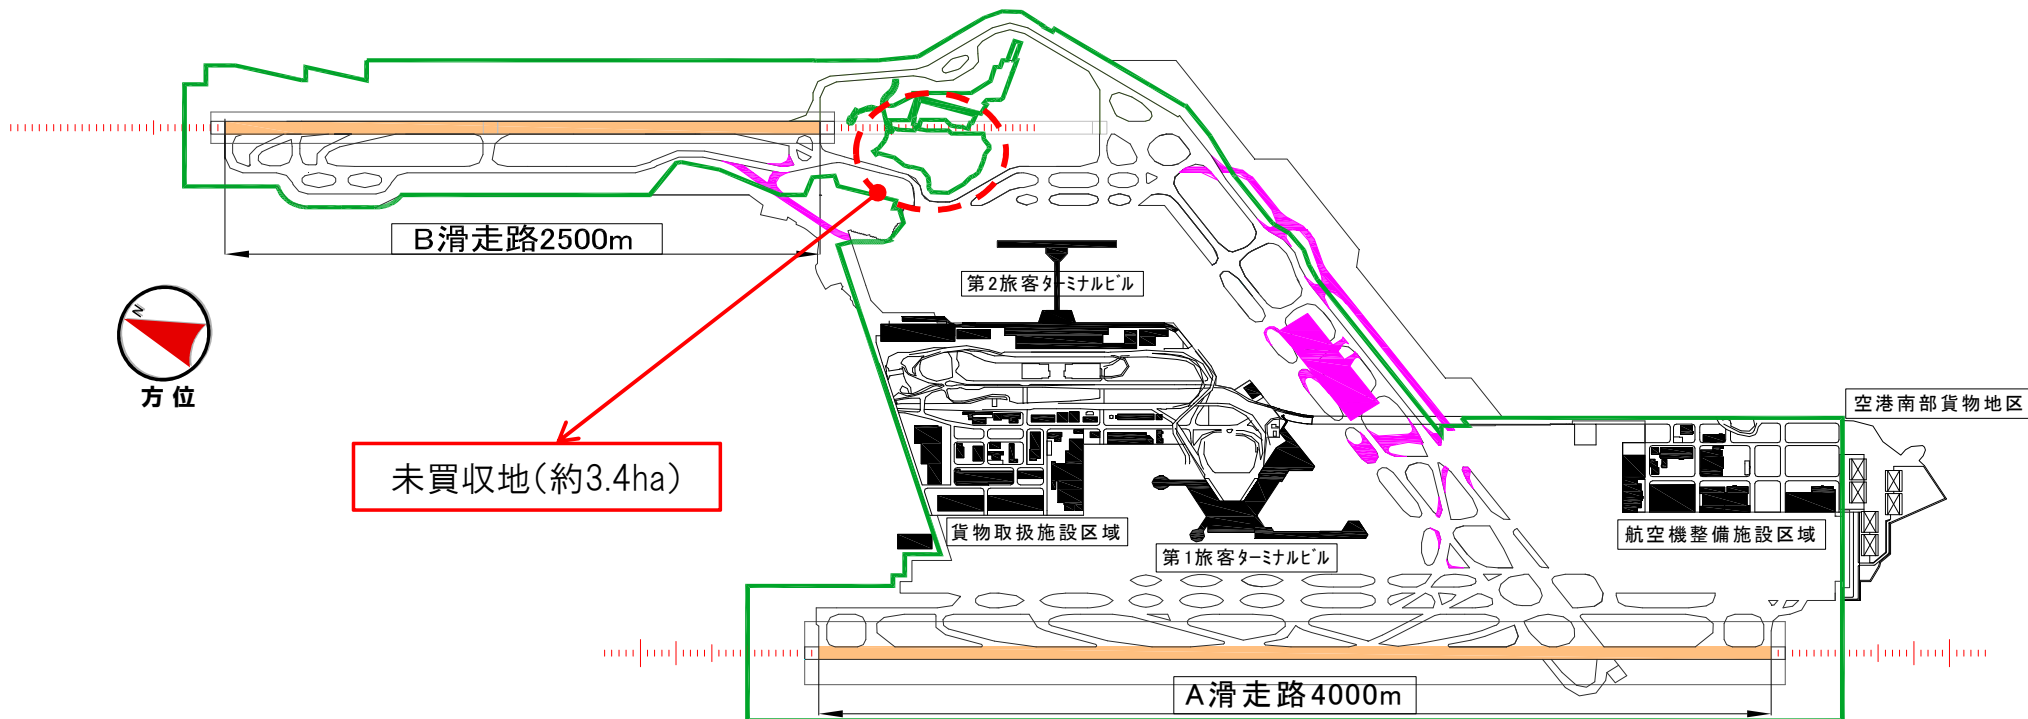 B滑走路2500m
第2旅客ターミナルビル
N
方位
空港南部貨物地区
未買収地(約3.4ha)
貨物取扱施設区域
航空機整備施設区域
第1旅客ターミナルビル
A滑走路4000m